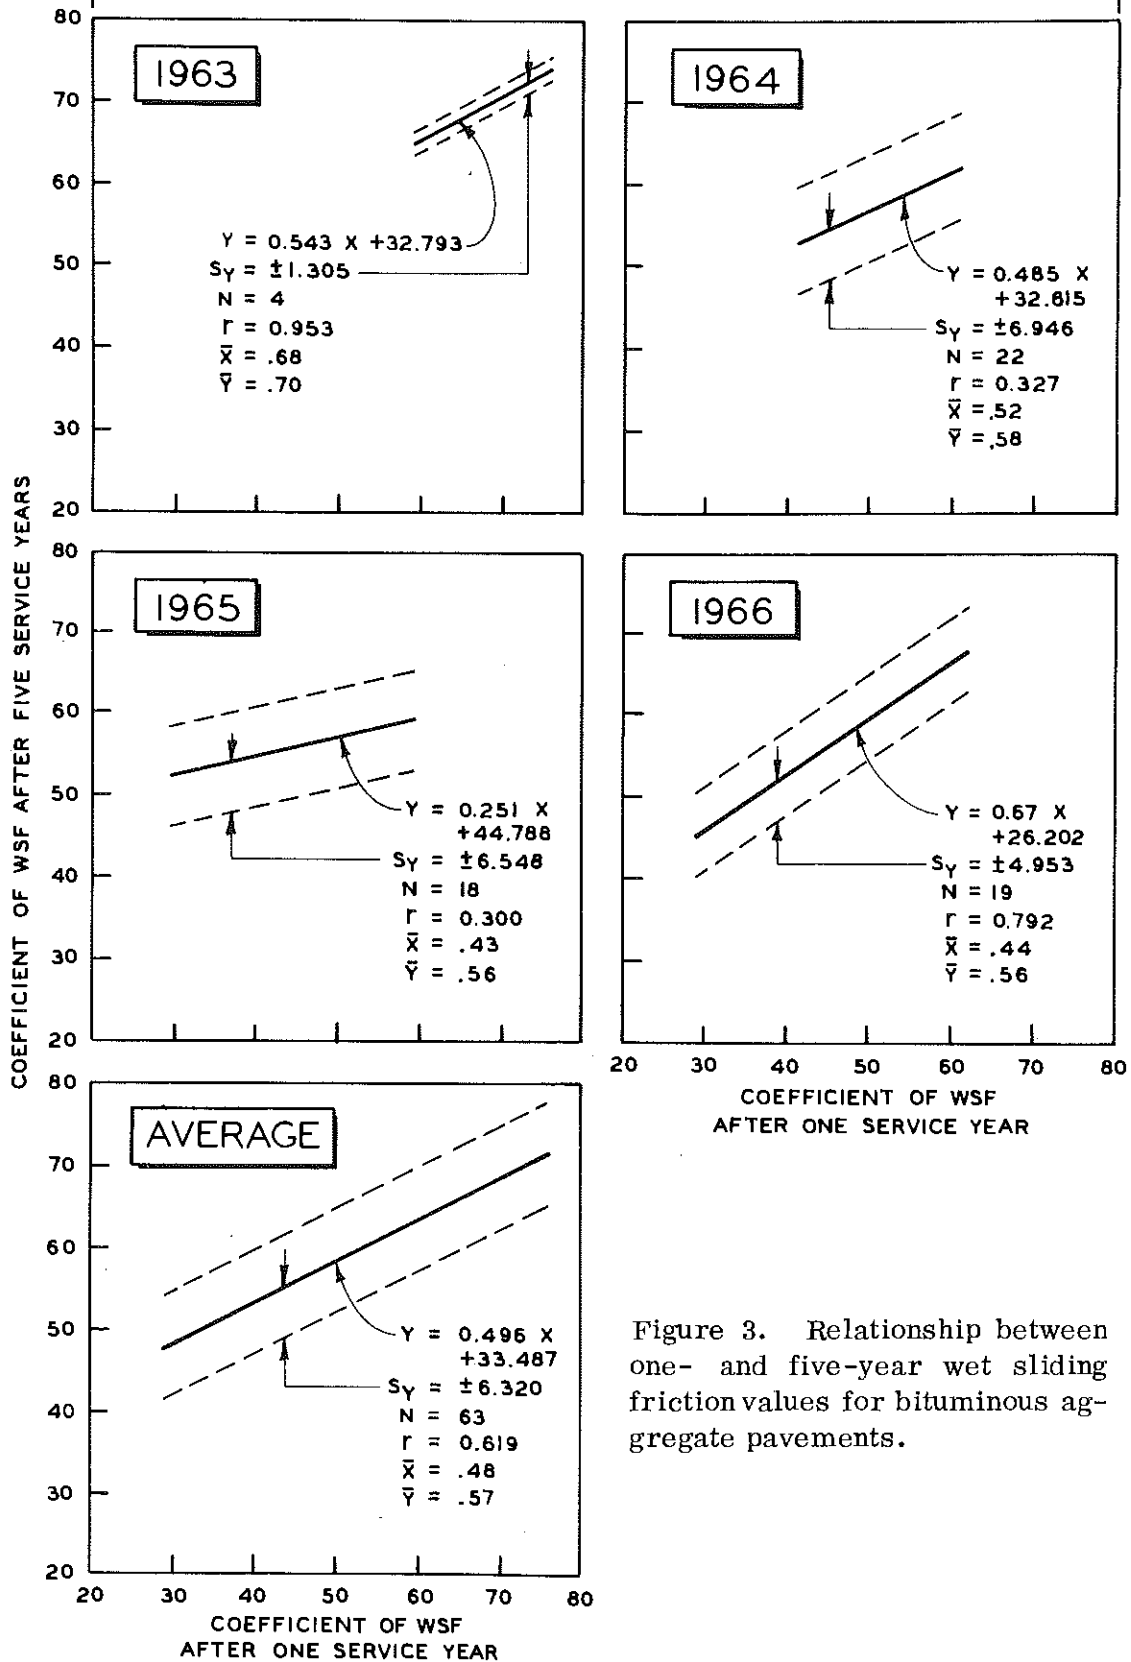 COEFFICIENT OF WSF AFTER FIVE SERVICE YEARS
80
70
60
50
40
30
20
1963
Y = 0.543 X +32.793
SY = ±1.305
N = 4
r = 0.953
X̄ = .68
Ȳ = .70
1964
Y = 0.485 X
+32.815
SY = ±6.946
N = 22
r = 0.327
X̄ = .52
Ȳ = .58
80
70
60
50
40
30
20
1965
Y = 0.251 X
+44.788
SY = ±6.548
N = 18
r = 0.300
X̄ = .43
Ȳ = .56
1966
Y = 0.67 X
+26.202
SY = ±4.953
N = 19
r = 0.792
X̄ = .44
Ȳ = .56
20 30 40 50 60 70 80
COEFFICIENT OF WSF
AFTER ONE SERVICE YEAR
80
70
60
50
40
30
20
AVERAGE
Y = 0.496 X
+33.487
SY = ±6.320
N = 63
r = 0.619
X̄ = .48
Ȳ = .57
20 30 40 50 60 70 80
COEFFICIENT OF WSF
AFTER ONE SERVICE YEAR
Figure 3. Relationship between
one- and five-year wet sliding
friction values for bituminous ag-
gregate pavements.